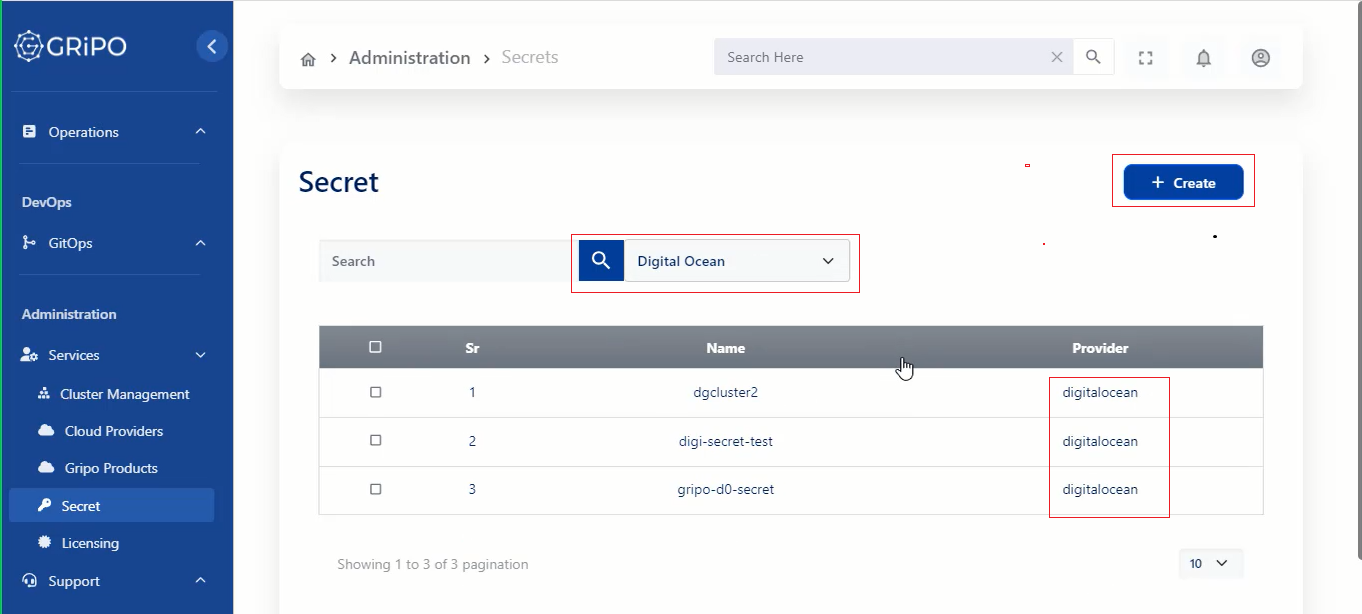 GRiPO
Administration
Secrets
Search Here
Operations
DevOps
GitOps
Administration
Services
Cluster Management
Cloud Providers
Gripo Products
Secret
Licensing
Support
Secret
+ Create
Search
Digital Ocean
Sr Name Provider
1 dgcluster2 digitalocean
2 digi-secret-test digitalocean
3 gripo-d0-secret digitalocean
Showing 1 to 3 of 3 pagination
10